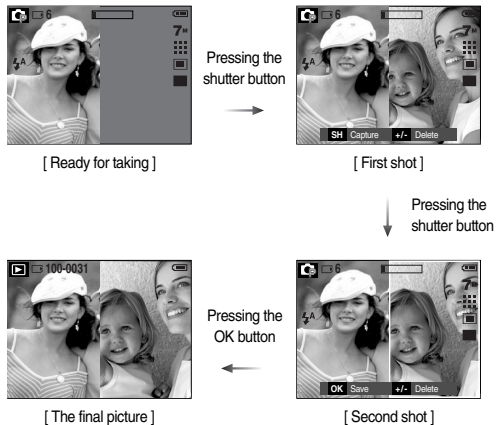 6
7M
A
[ Ready for taking ]
Pressing the
shutter button
6
7M
A
SH Capture +/- Delete
[ First shot ]
Pressing the
shutter button
6
7M
A
OK Save +/- Delete
[ Second shot ]
Pressing the
OK button
100-0031
[ The final picture ]